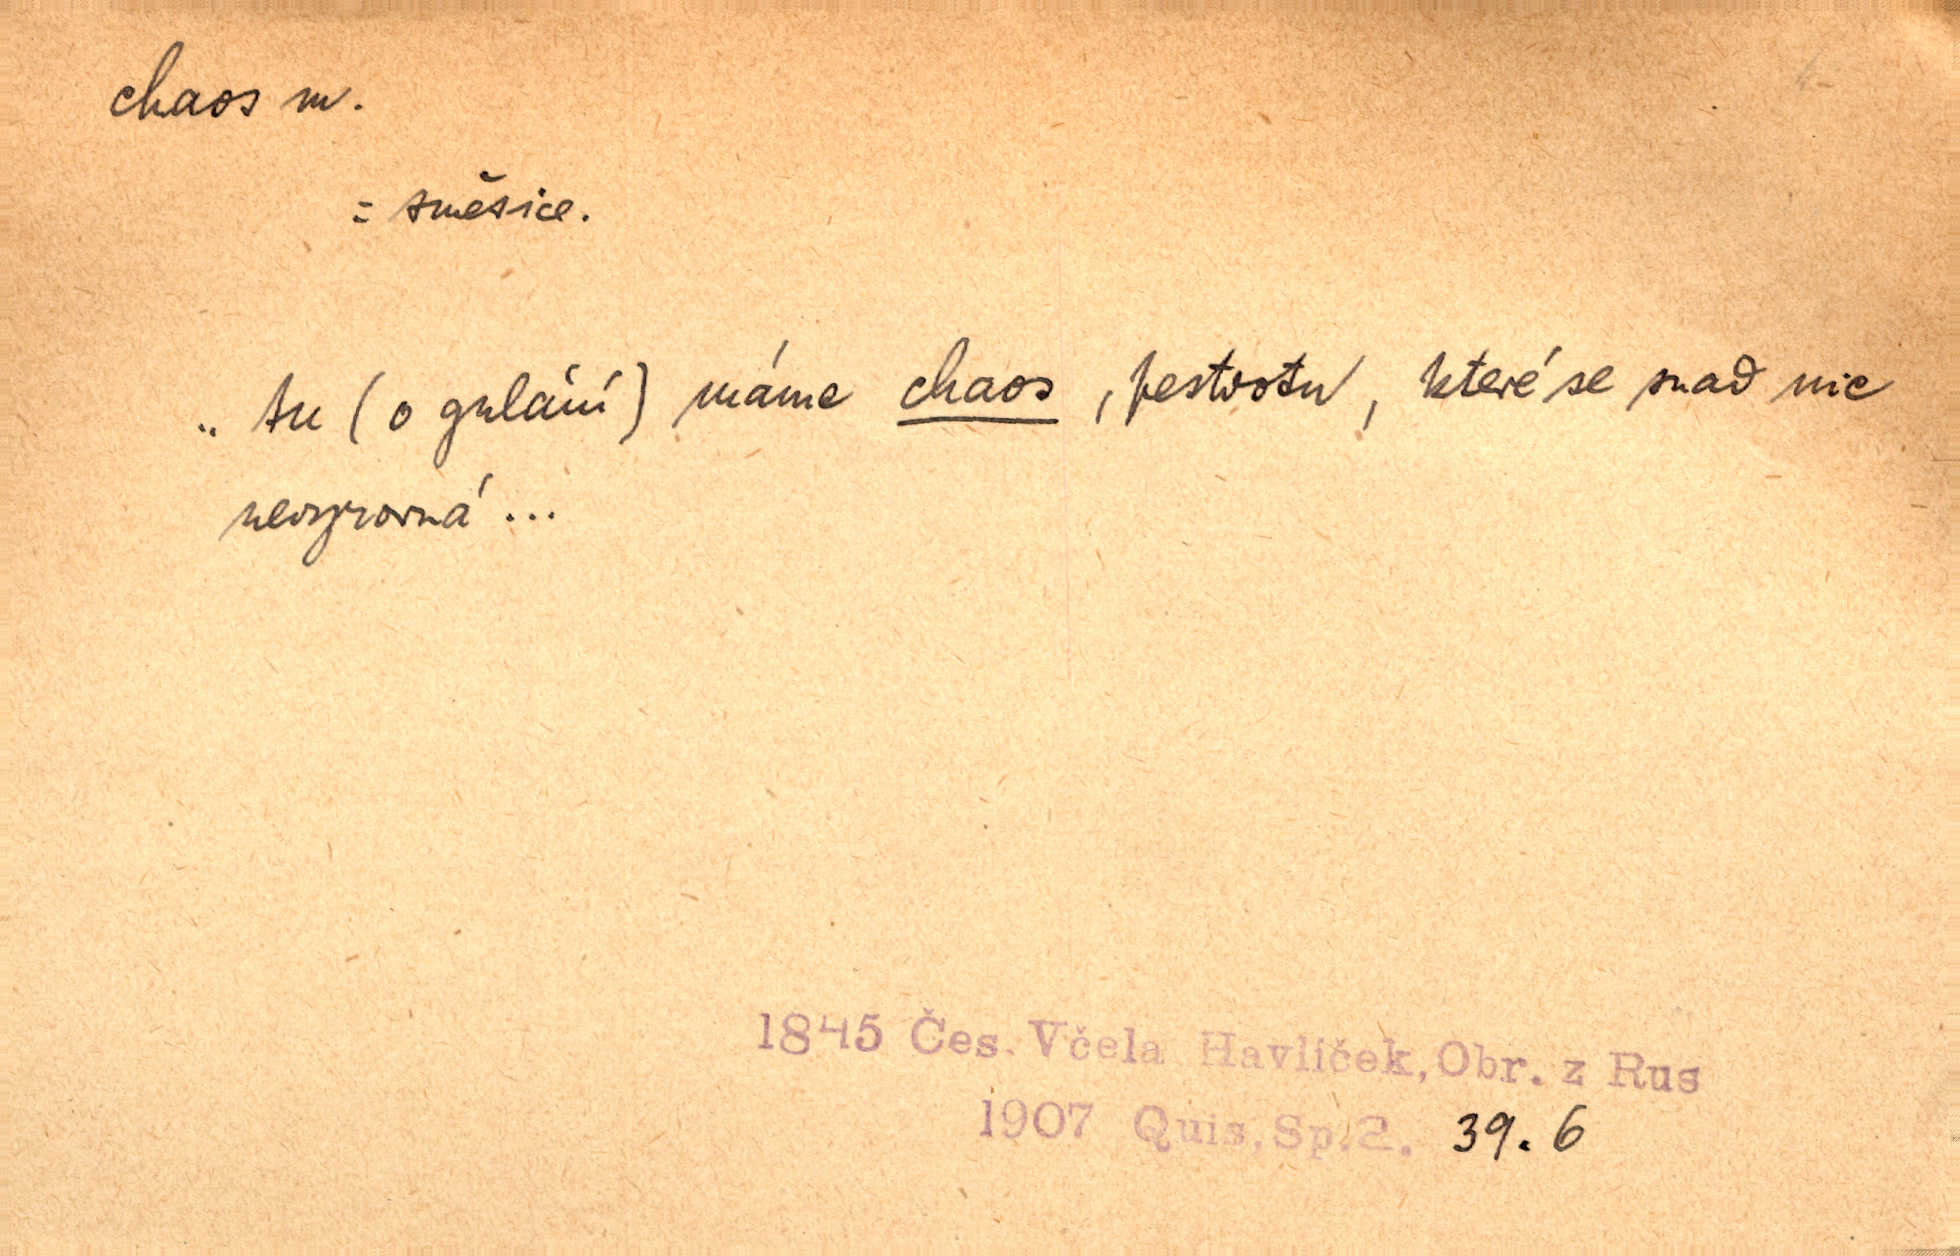 chaos m.
= směsice.
„ tu (o gulání) máme chaos, pestrotu, které se snad nic
nevyrovná ...
1845 Čes. Včela Havlíček, Obr. z Rus
1907 Quis, Sp. 2. 39. 6